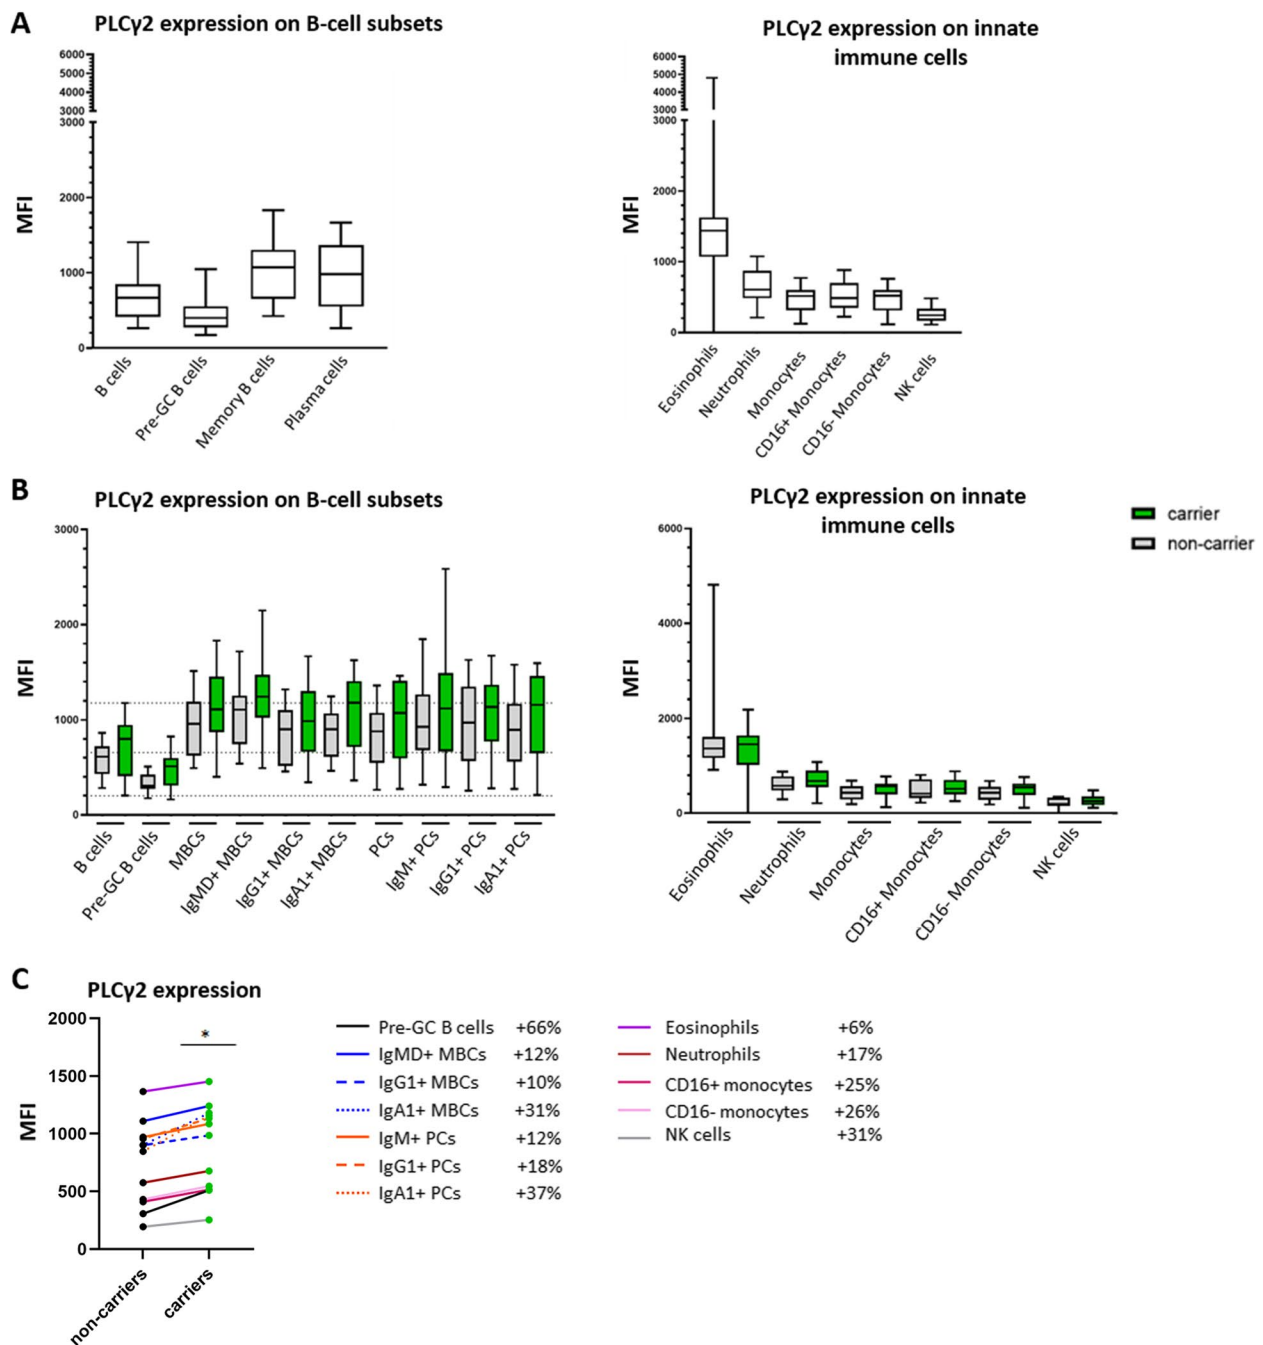 A
PLCγ2 expression on B-cell subsets
6000
5000
4000
3000
3000
2000
1000
0
MFI
B cells
Pre-GC B cells
Memory B cells
Plasma cells
PLCγ2 expression on innate
immune cells
6000
5000
4000
3000
3000
2000
1000
0
MFI
Eosinophils
Neutrophils
Monocytes
CD16+ Monocytes
CD16- Monocytes
NK cells
B
PLCγ2 expression on B-cell subsets
3000
2000
1000
0
MFI
B cells
Pre-GC B cells
MBCs
IgMD+ MBCs
IgG1+ MBCs
IgA1+ MBCs
PCs
IgM+ PCs
IgG1+ PCs
IgA1+ PCs
PLCγ2 expression on innate
immune cells
6000
4000
2000
0
MFI
Eosinophils
Neutrophils
Monocytes
CD16+ Monocytes
CD16- Monocytes
NK cells
carrier
non-carrier
C
PLCγ2 expression
2000
1500
1000
500
0
MFI
*
non-carriers
carriers
Pre-GC B cells +66%
IgMD+ MBCs +12%
IgG1+ MBCs +10%
IgA1+ MBCs +31%
IgM+ PCs +12%
IgG1+ PCs +18%
IgA1+ PCs +37%
Eosinophils +6%
Neutrophils +17%
CD16+ monocytes +25%
CD16- monocytes +26%
NK cells +31%